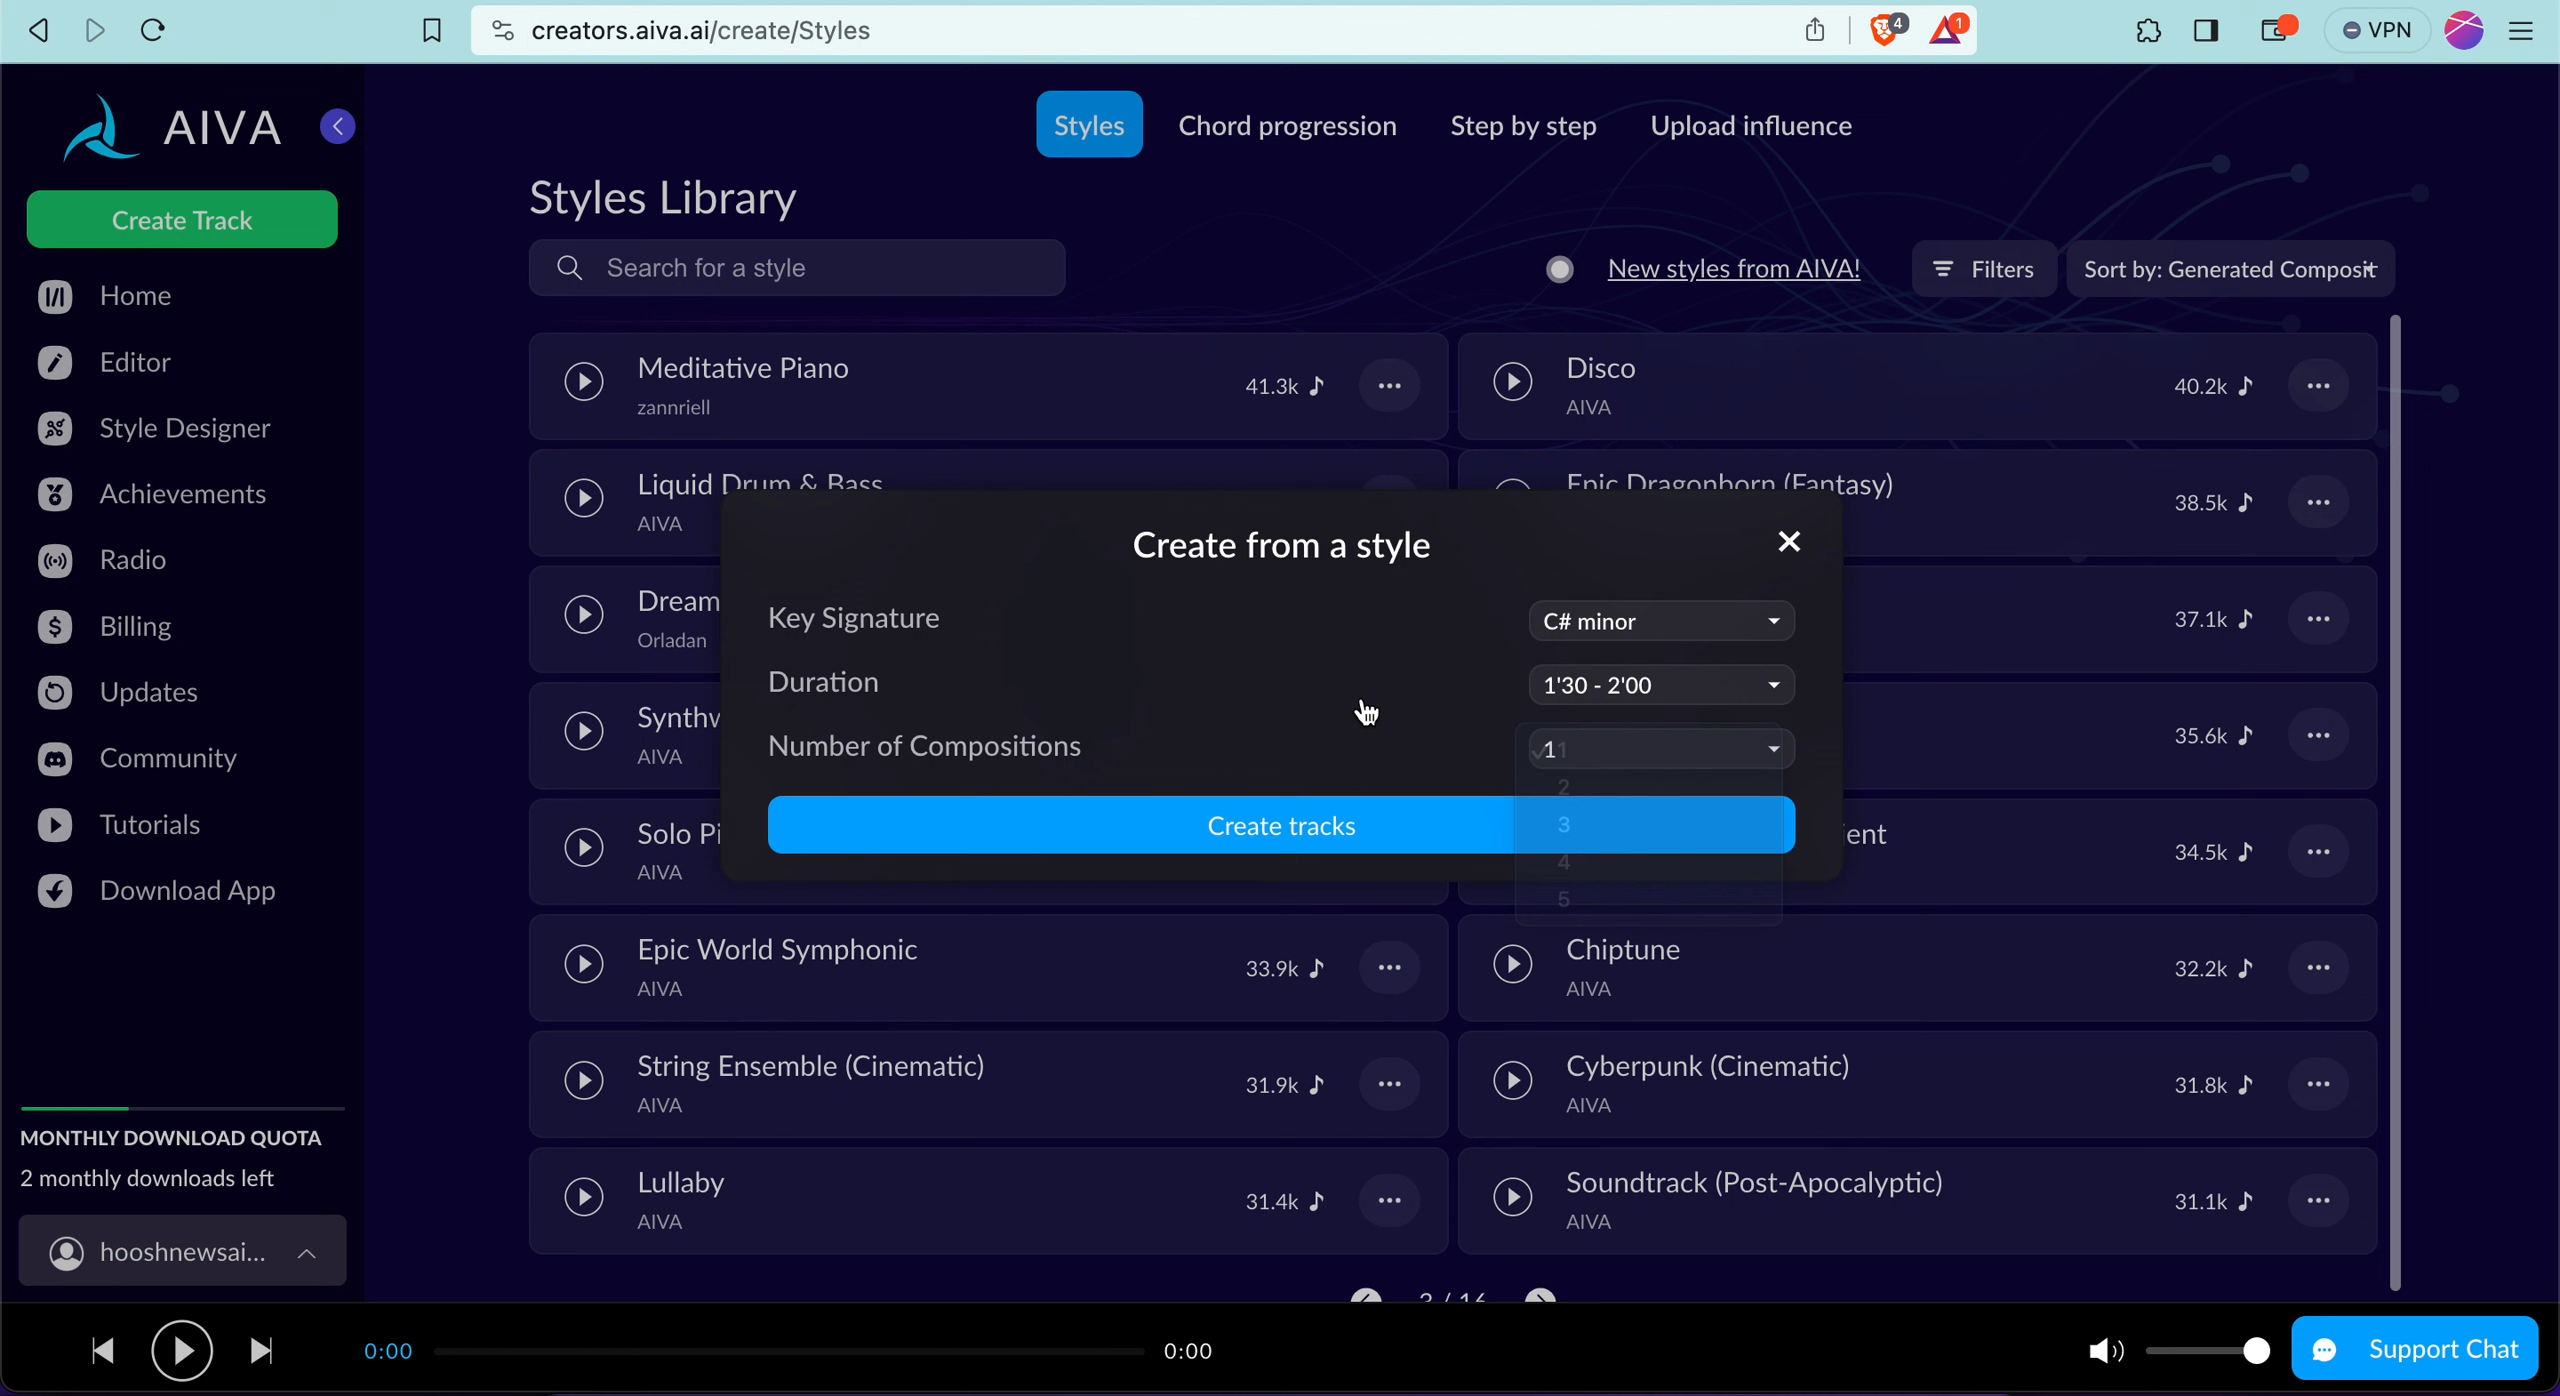 creators.aiva.ai/create/Styles
4
1
VPN
AIVA
Create Track
Home
Editor
Style Designer
Achievements
Radio
Billing
Updates
Community
Tutorials
Download App
MONTHLY DOWNLOAD QUOTA
2 monthly downloads left
hooshnewsai...
Styles
Chord progression
Step by step
Upload influence
Styles Library
Search for a style
New styles from AIVA!
Filters
Sort by: Generated Composit
Meditative Piano
zannriell
41.3k
Disco
AIVA
40.2k
Liquid Drum & Bass
AIVA
Epic Dragonborn (Fantasy)
38.5k
Dream
Orladan
37.1k
AIVA
35.6k
Solo
AIVA
34.5k
Create from a style
Key Signature
C# minor
Duration
1'30 - 2'00
Number of Compositions
1
1
2
3
4
5
Create tracks
Epic World Symphonic
AIVA
33.9k
Chiptune
AIVA
32.2k
String Ensemble (Cinematic)
AIVA
31.9k
Cyberpunk (Cinematic)
AIVA
31.8k
Lullaby
AIVA
31.4k
Soundtrack (Post-Apocalyptic)
AIVA
31.1k
3 / 16
0:00
0:00
Support Chat